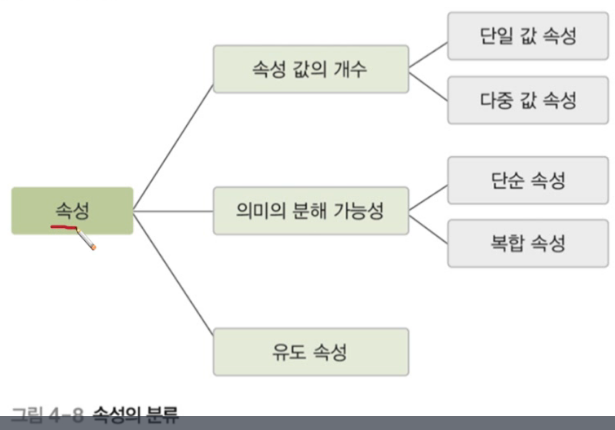 단일 값 속성
속성 값의 개수
다중 값 속성
단순 속성
속성
의미의 분해 가능성
복합 속성
유도 속성
그림 4-8 속성의 분류